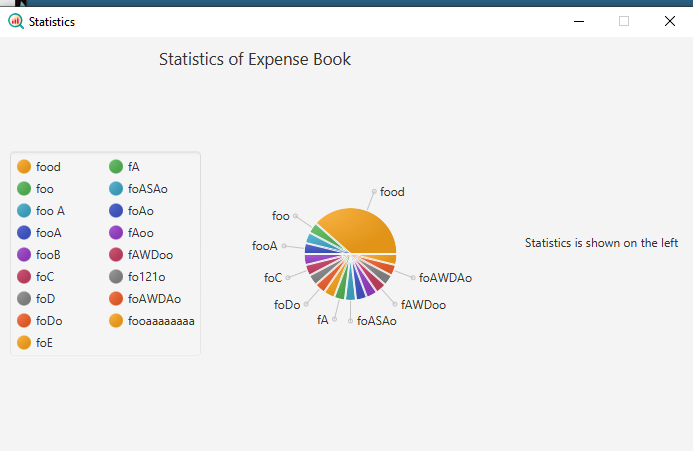 Statistics
Statistics of Expense Book
food
foo
foo A
fooA
fooB
foC
foD
foDo
foE
fA
foASAo
foAo
fAoo
fAWDoo
fo121o
foAWDAo
fooaaaaaaaa
food
foo
fooA
foC
foDo
fA
foASAo
fAWDoo
foAWDAo
Statistics is shown on the left